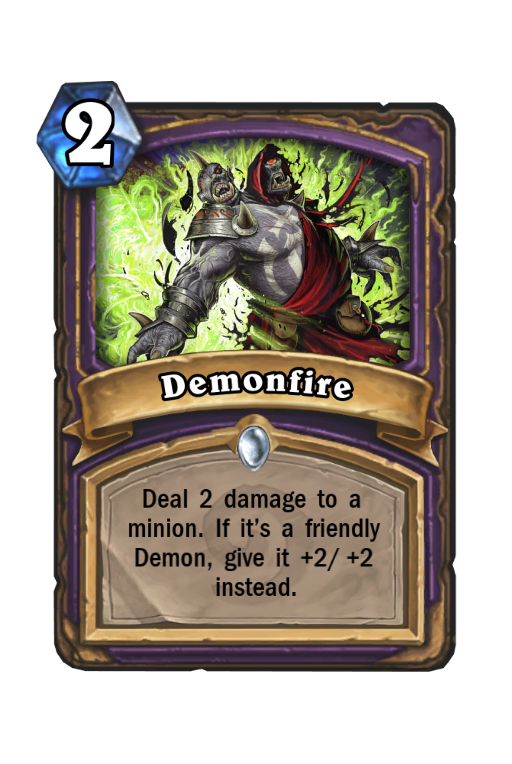 2
Demonfire
Deal 2 damage to a
minion. If it's a friendly
Demon, give it +2/ +2
instead.